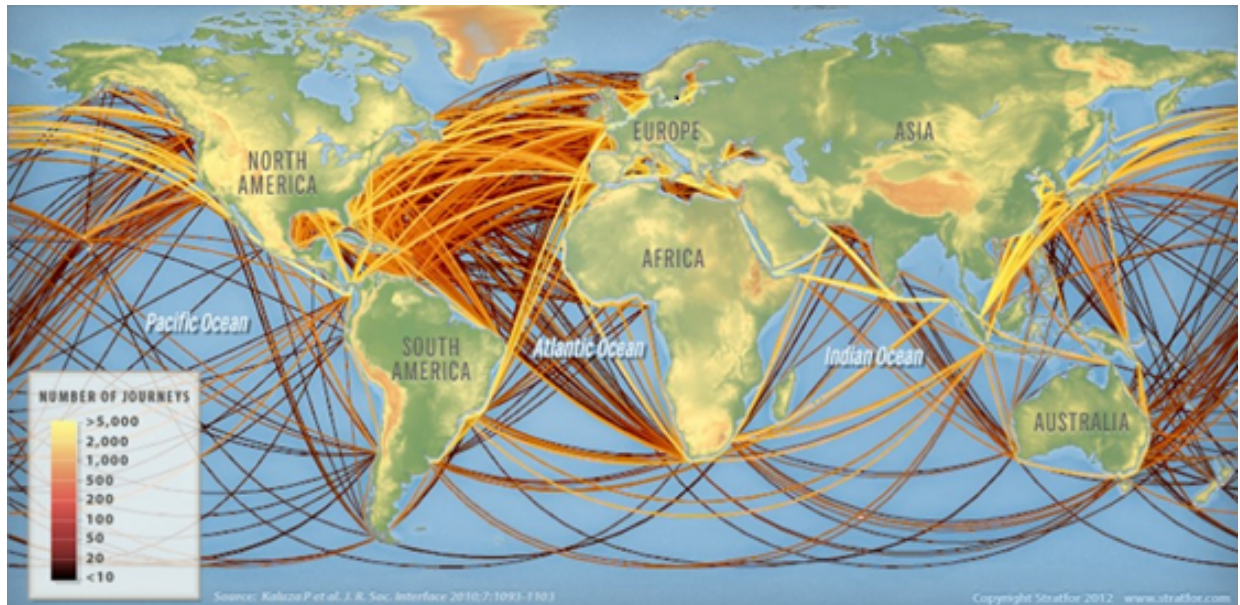 EUROPE
ASIA
NORTH
AMERICA
AFRICA
Pacific Ocean
SOUTH
AMERICA
Atlantic Ocean
Indian Ocean
AUSTRALIA
NUMBER OF JOURNEYS
>5,000
2,000
1,000
500
200
100
50
20
<10
Source: Kaluza P et al. J. R. Soc. Interface 2010;7:1093-1103
Copyright Stratfor 2012 www.stratfor.com